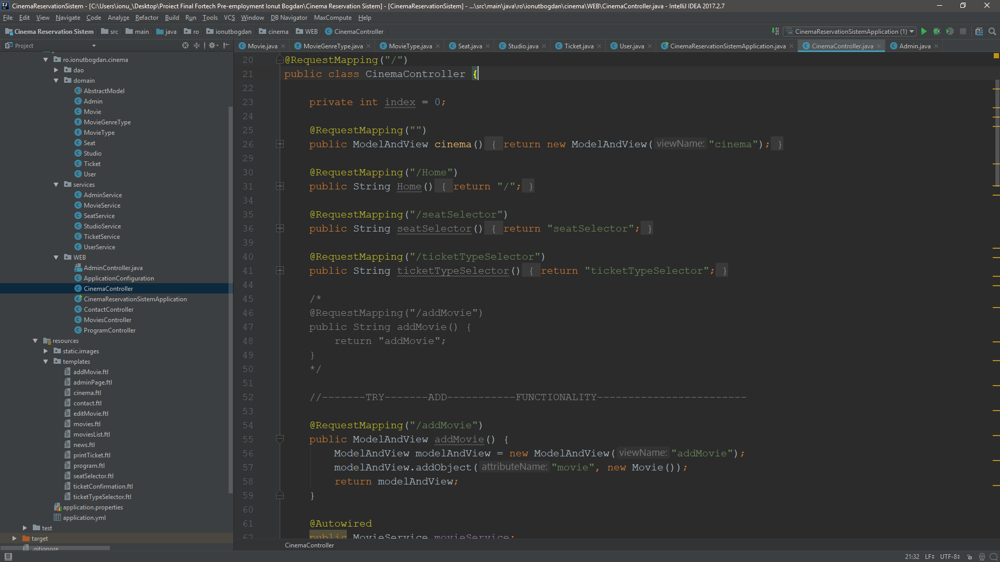 CinemaReservationSistem - [C:\Users\ionu_\Desktop\Proiect Final Fortech Pre-employment Ionut Bogdan\Cinema Reservation Sistem] - [CinemaReservationSistem] - ...\src\main\java\ro\ionutbogdan\cinema\WEB\CinemaController.java - IntelliJ IDEA 2017.2.7
File Edit View Navigate Code Analyze Refactor Build Run Tools VCS Window DB Navigator MaxCompute Help
Cinema Reservation Sistem src main java ro ionutbogdan cinema WEB CinemaController
CinemaReservationSistemApplication (1)
Project
Movie.java MovieGenreType.java MovieType.java Seat.java Studio.java Ticket.java User.java CinemaReservationSistemApplication.java CinemaController.java Admin.java
ro.ionutbogdan.cinema
dao
domain
AbstractModel
Admin
Movie
MovieGenreType
MovieType
Seat
Studio
Ticket
User
services
AdminService
MovieService
SeatService
StudioService
TicketService
UserService
WEB
AdminController.java
ApplicationConfiguration
CinemaController
CinemaReservationSistemApplication
ContactController
MoviesController
ProgramController
resources
static.images
templates
addMovie.ftl
adminPage.ftl
cinema.ftl
contact.ftl
editMovie.ftl
movies.ftl
moviesList.ftl
news.ftl
printTicket.ftl
program.ftl
seatSelector.ftl
ticketConfirmation.ftl
ticketTypeSelector.ftl
application.properties
application.yml
test
target
.gitignore
20 @RequestMapping("/")
21 public class CinemaController {
22
23 private int index = 0;
24
25 @RequestMapping("")
26 public ModelAndView cinema() { return new ModelAndView( viewName: "cinema"); }
29
30 @RequestMapping("/Home")
31 public String Home() { return "/"; }
34
35 @RequestMapping("/seatSelector")
36 public String seatSelector() { return "seatSelector"; }
39
40 @RequestMapping("/ticketTypeSelector")
41 public String ticketTypeSelector() { return "ticketTypeSelector"; }
44
45 /*
46 @RequestMapping("/addMovie")
47 public String addMovie() {
48 return "addMovie";
49 }
50 */
51
52 //-------TRY-------ADD-----------FUNCTIONALITY------------------------
53
54 @RequestMapping("/addMovie")
55 public ModelAndView addMovie() {
56 ModelAndView modelAndView = new ModelAndView( viewName: "addMovie");
57 modelAndView.addObject( attributeName: "movie", new Movie());
58 return modelAndView;
59 }
60
61 @Autowired
62 public MovieService movieService;
CinemaController
21:32 LF UTF-8